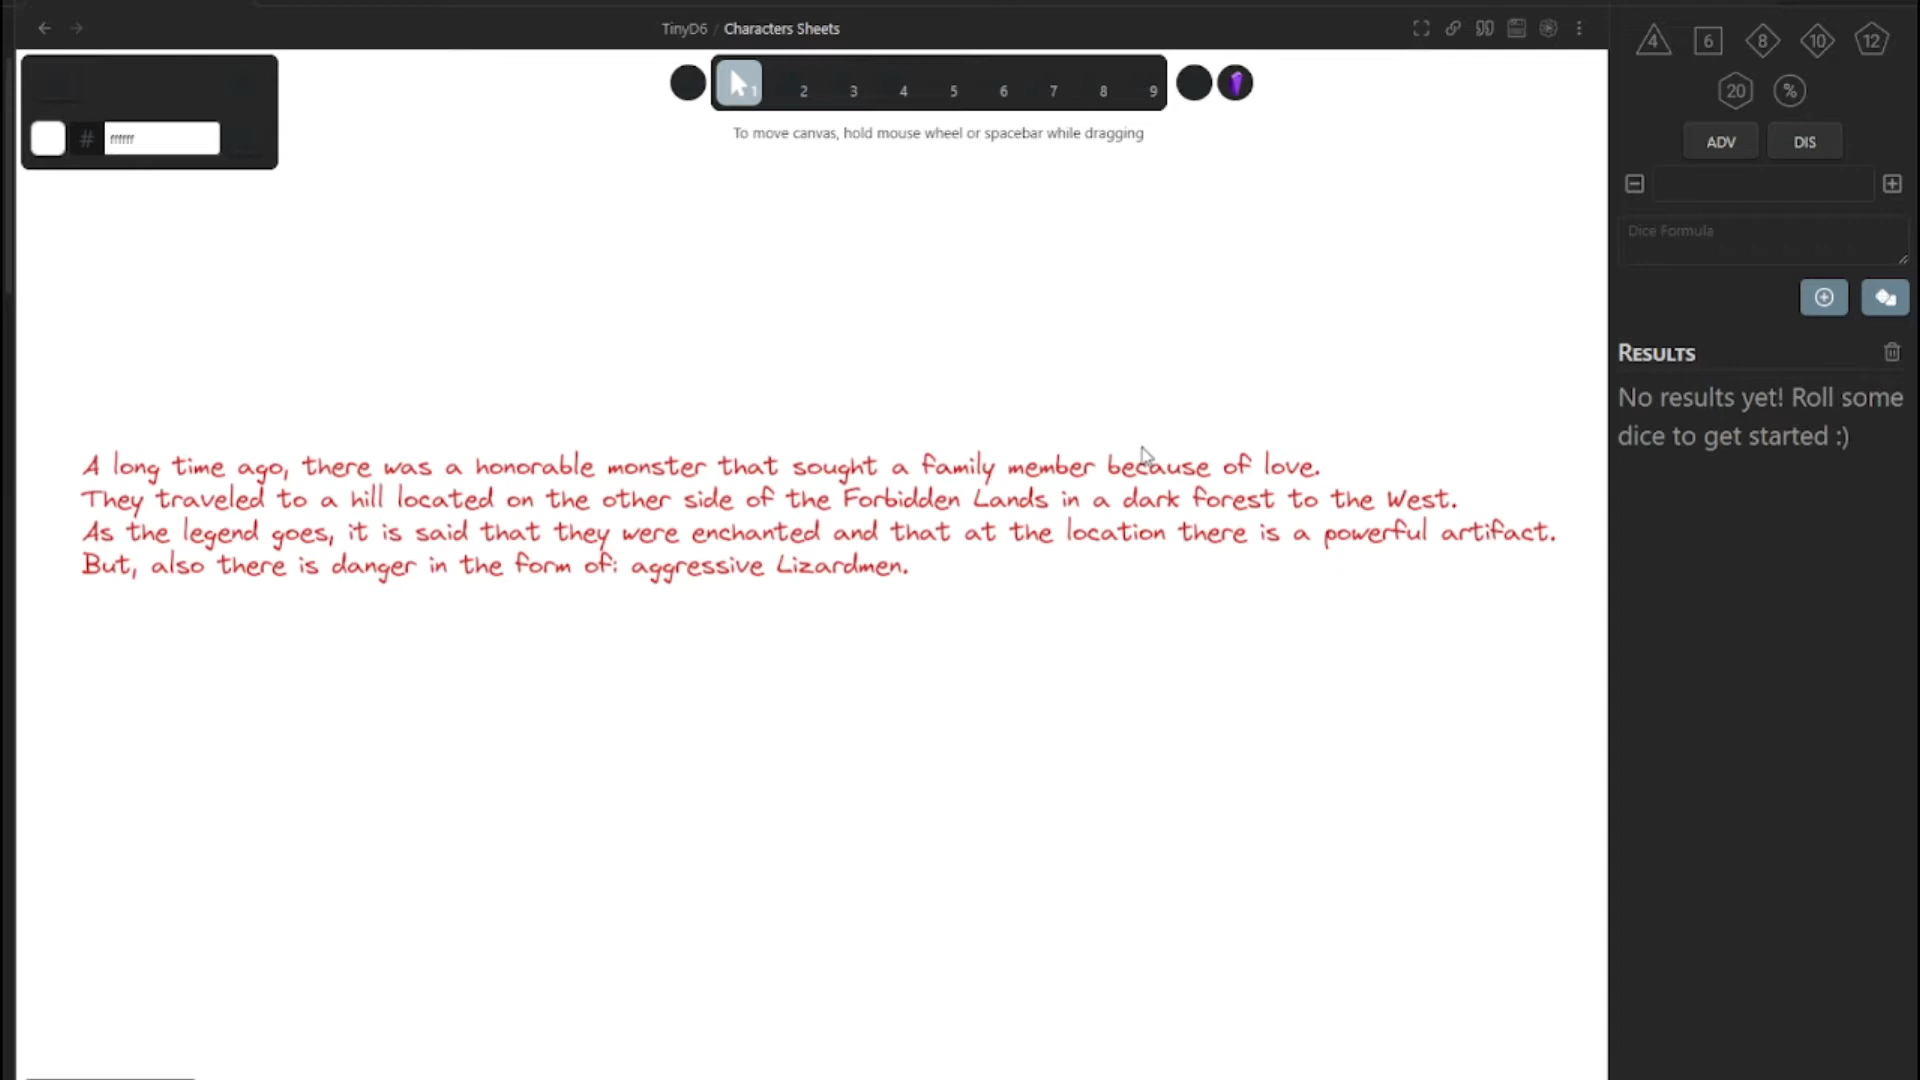 TinyD6 / Characters Sheets
4 6 8 10 12
20 %
1 2 3 4 5 6 7 8 9
# ffffff
To move canvas, hold mouse wheel or spacebar while dragging
ADV DIS
Dice Formula
RESULTS
No results yet! Roll some
dice to get started :)
A long time ago, there was a honorable monster that sought a family member because of love.
They traveled to a hill located on the other side of the Forbidden Lands in a dark forest to the West.
As the legend goes, it is said that they were enchanted and that at the location there is a powerful artifact.
But, also there is danger in the form of: aggressive Lizardmen.